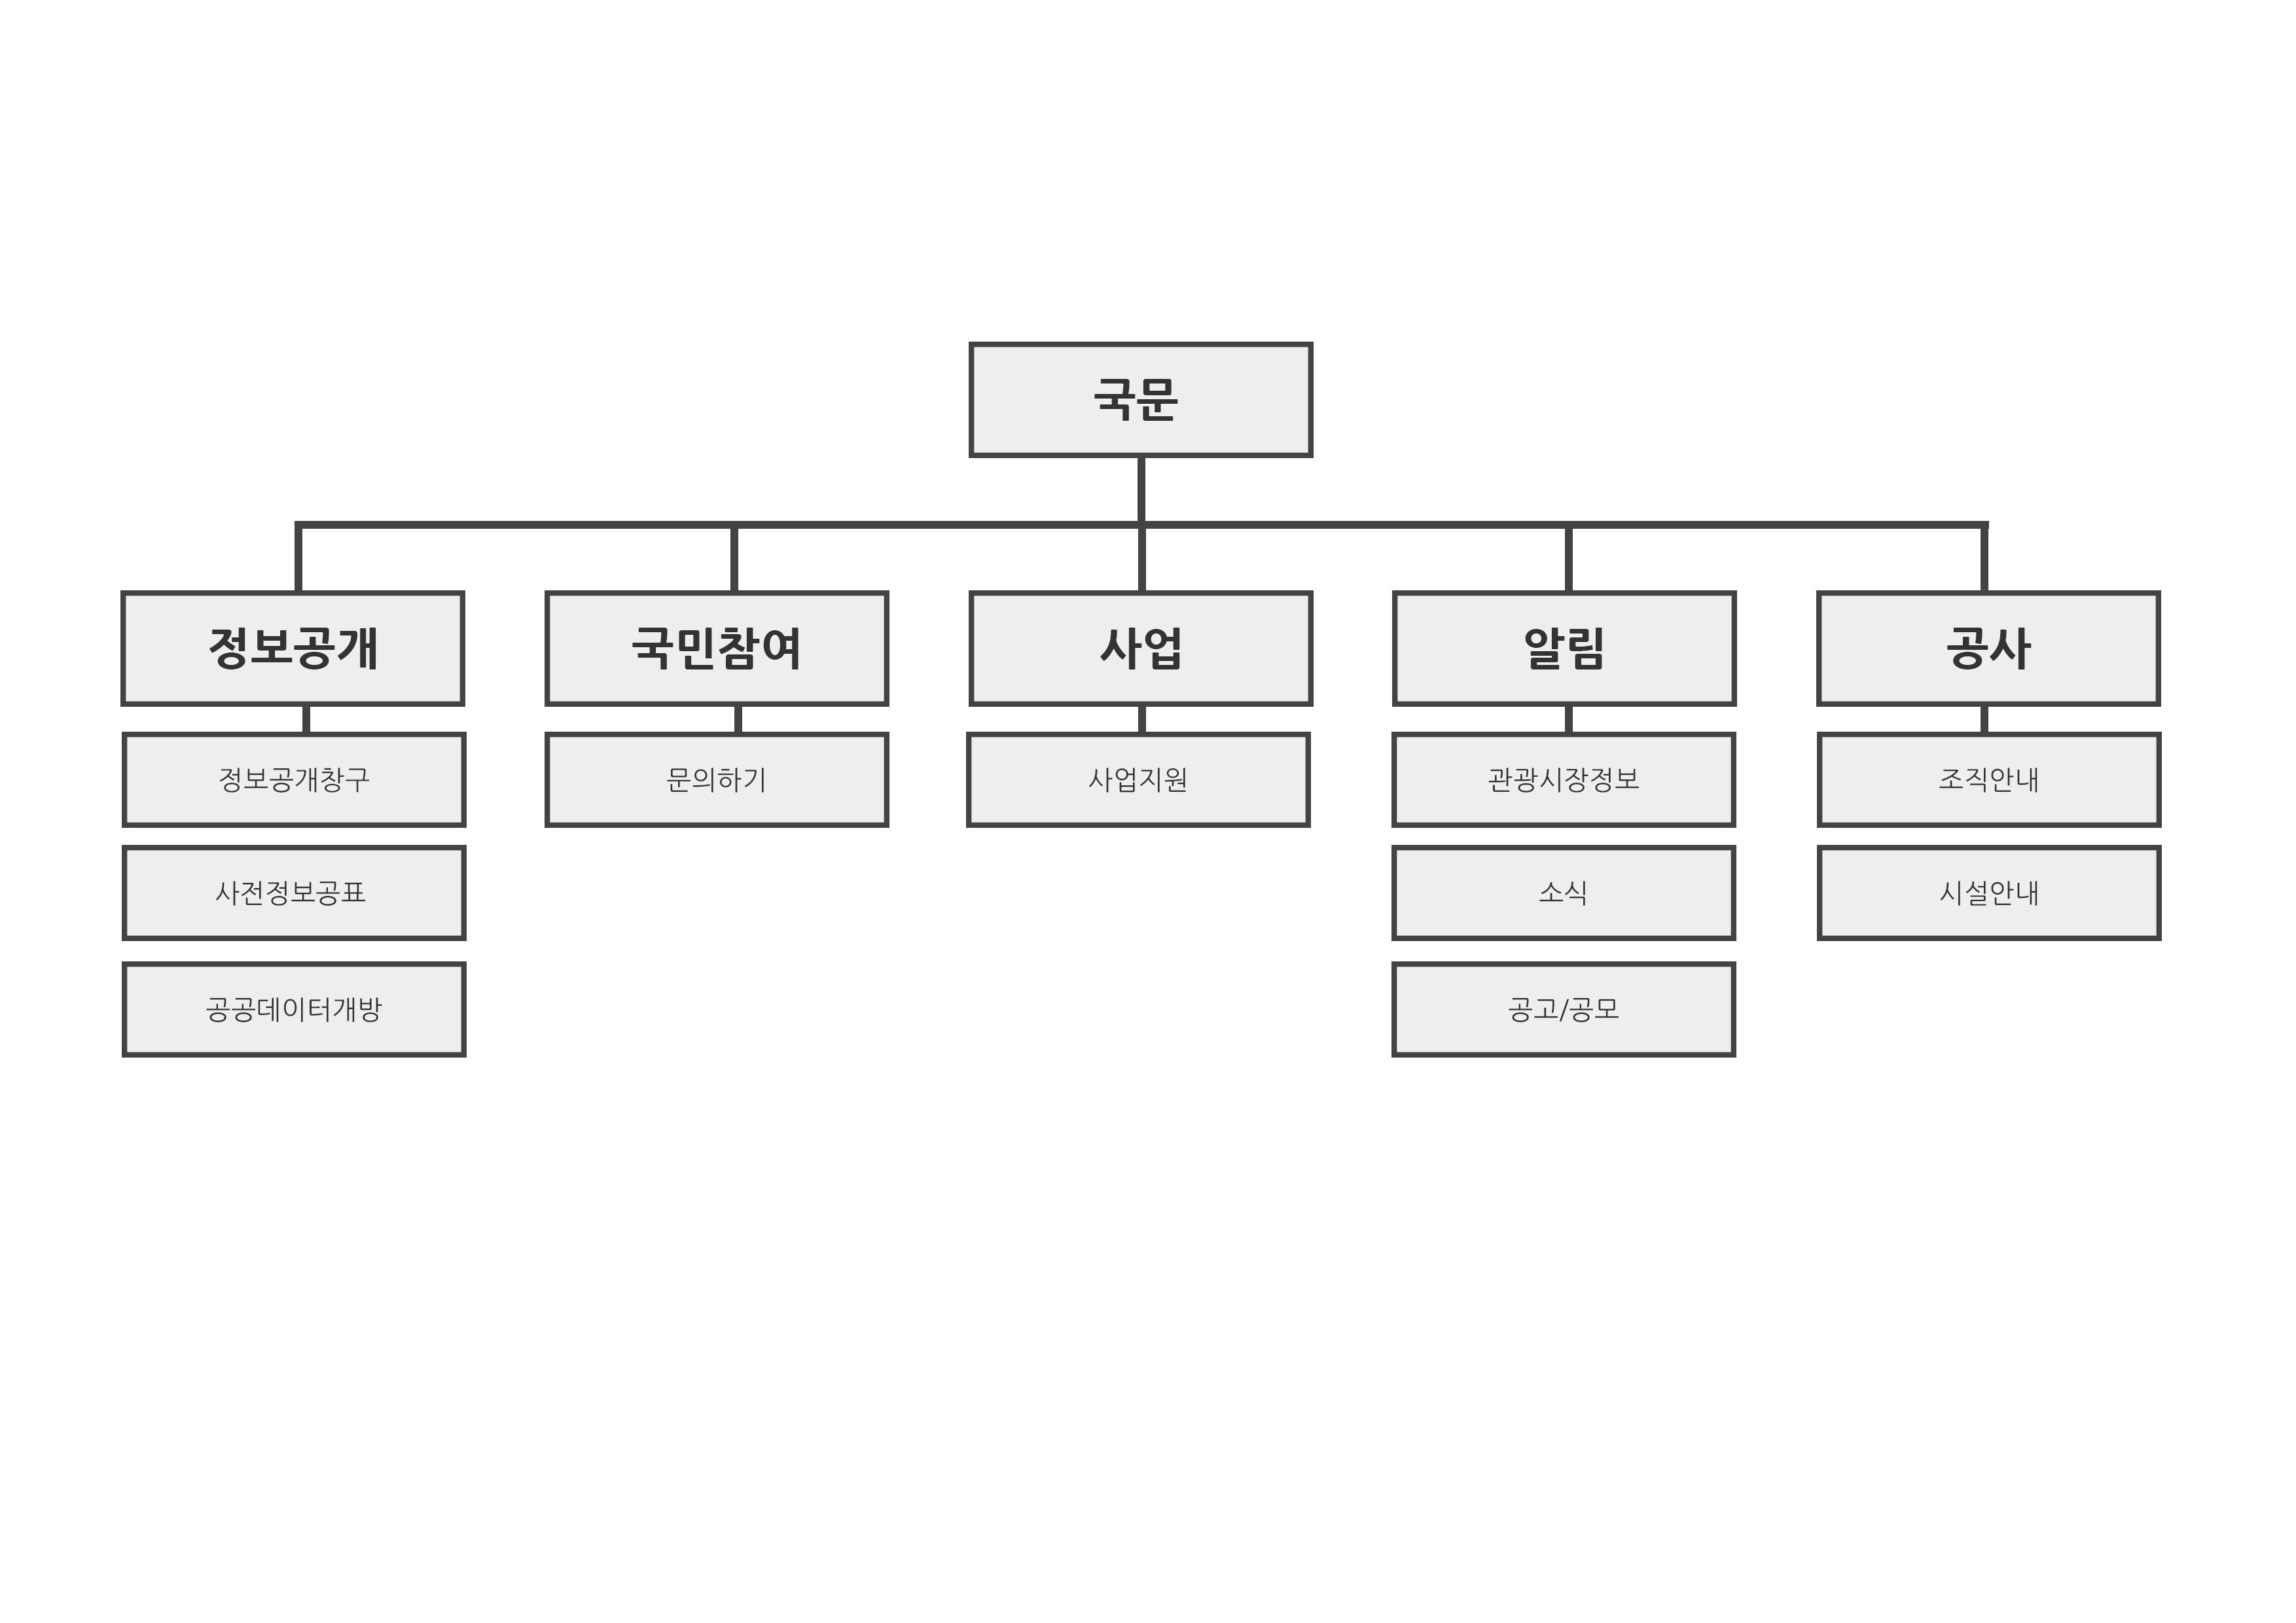 국문
정보공개
국민참여
사업
알림
공사
정보공개창구
문의하기
사업지원
관광시장정보
조직안내
사전정보공표
소식
시설안내
공공데이터개방
공고/공모